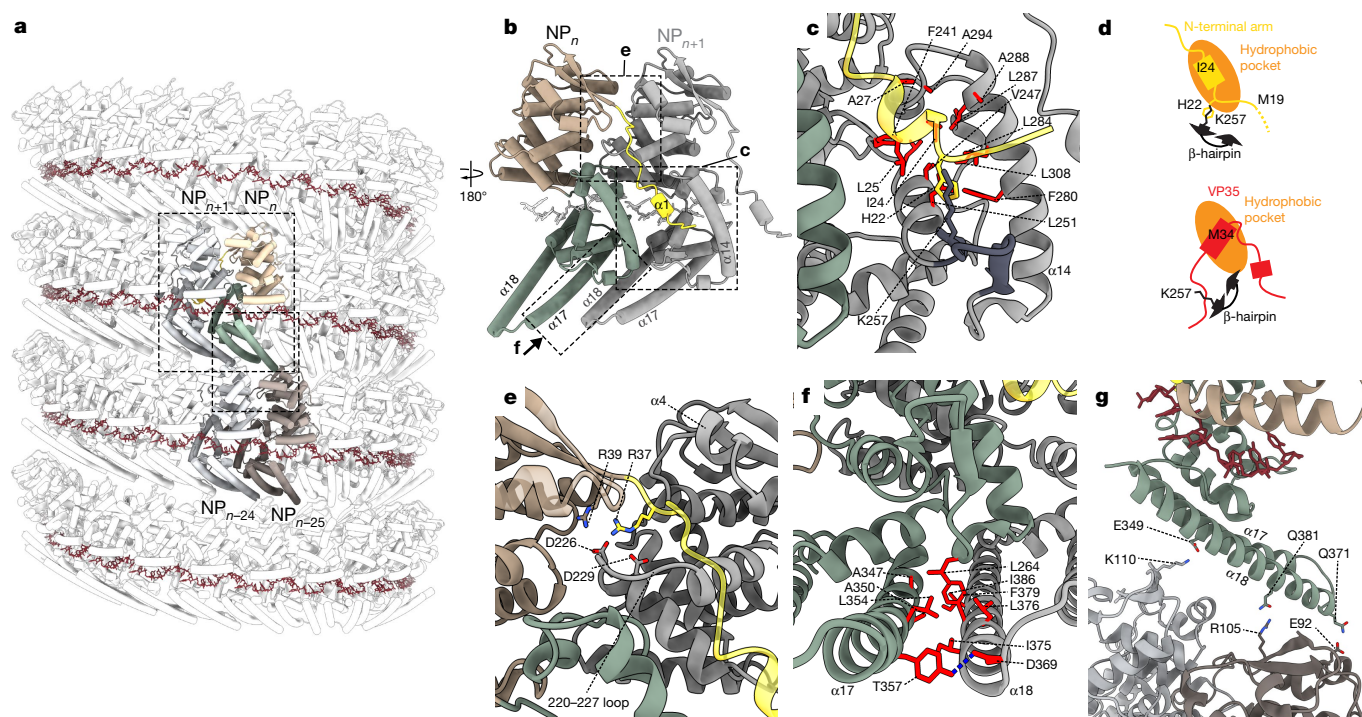 a
NPn+1
NPn
NPn–24
NPn–25
b
NPn
NPn+1
e
c
180°
α1
α14
α18
α17
α18
α17
f
c
F241
A294
A288
L287
V247
L284
A27
L25
I24
H22
L308
F280
L251
K257
α14
d
N-terminal arm
Hydrophobic
pocket
I24
H22
M19
K257
β-hairpin
VP35
Hydrophobic
pocket
M34
K257
β-hairpin
e
α4
R39
R37
D226
D229
220–227 loop
f
A347
A350
L354
L264
I386
F379
L376
I375
D369
T357
α17
α18
g
E349
α17
Q381
Q371
K110
α18
R105
E92